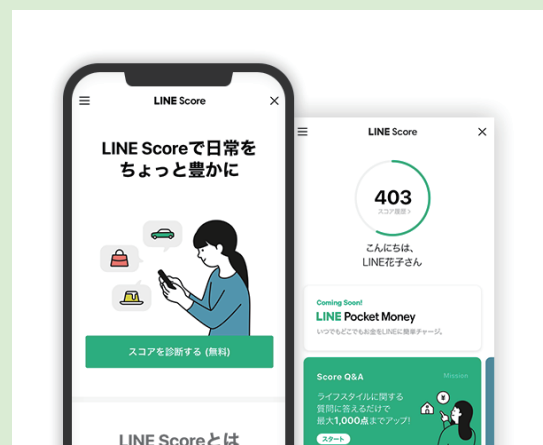 LINE Score
LINE Scoreで日常を
ちょっと豊かに
スコアを診断する (無料)
LINE Scoreとは
LINE Score
403
スコア履歴
こんにちは、
LINE花子さん
Coming Soon!
LINE Pocket Money
いつでもどこでもお金をLINEに簡単チャージ。
Score Q&A
Mission
ライフスタイルに関する
質問に答えるだけで
最大1,000点までアップ!
スタート